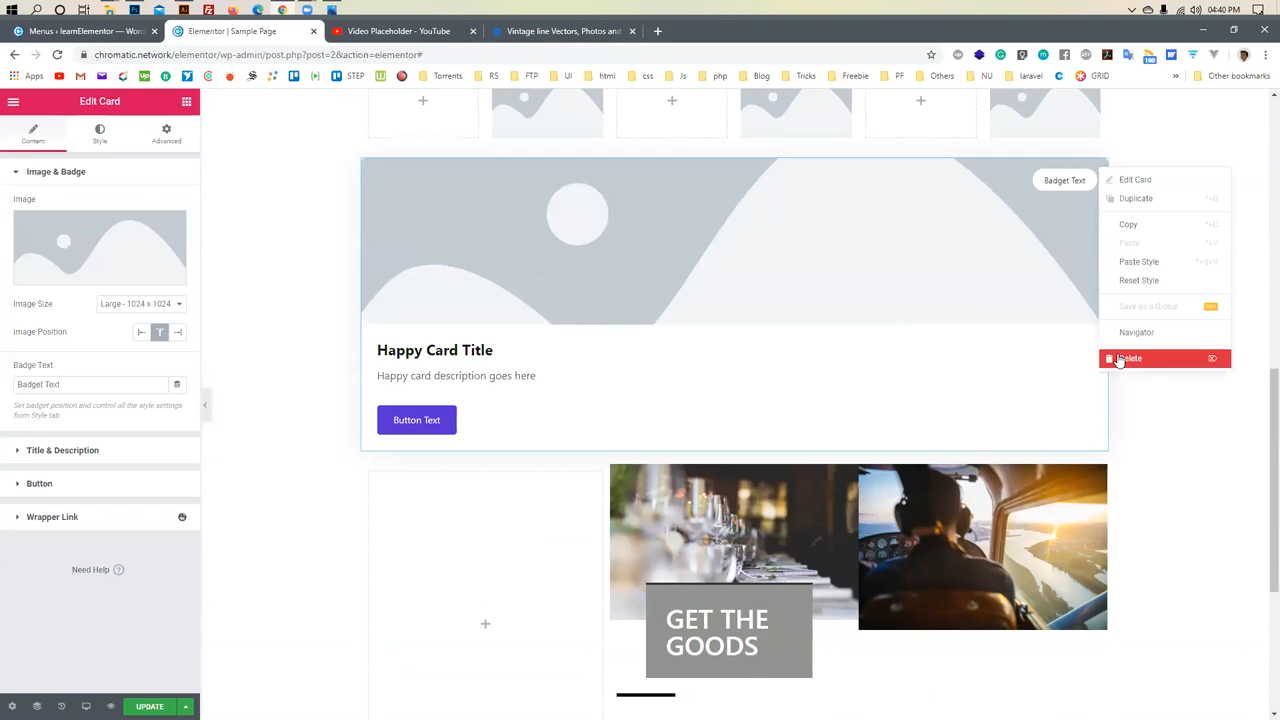 04:40 PM
Menus ‹ learnElementor — Wor
Elementor | Sample Page
Video Placeholder - YouTube
Vintage line Vectors, Photos and
chromatic.network/elementor/wp-admin/post.php?post=2&action=elementor#
Apps
STEP
Torrents
RS
FTP
UI
html
css
Js
php
Blog
Tricks
Freebie
PF
Others
NU
laravel
GRID
Other bookmarks
Edit Card
Content
Style
Advanced
Image & Badge
Image
Image Size
Large - 1024 x 1024
Image Position
Badge Text
Badget Text
Set badget position and control all the style settings
from Style tab
Title & Description
Button
Wrapper Link
Need Help
UPDATE
Badget Text
Happy Card Title
Happy card description goes here
Button Text
Edit Card
Duplicate ^+D
Copy ^+C
Paste ^+V
Paste Style ^+⇧+V
Reset Style
Save as a Global PRO
Navigator
Delete
GET THE
GOODS